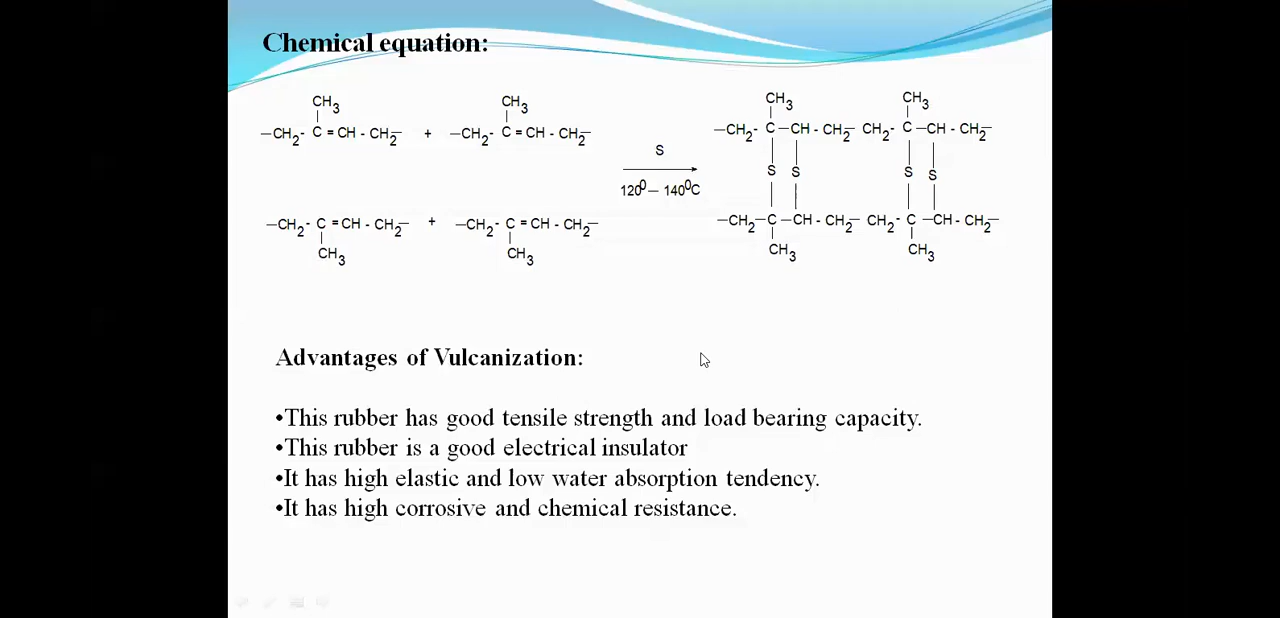 Chemical equation:
CH3 CH3 CH3 CH3
–CH2- C = CH - CH2– + –CH2- C = CH - CH2– –CH2- C –CH - CH2– CH2- C –CH - CH2–
S
S S S S
120⁰ – 140⁰C
–CH2- C = CH - CH2– + –CH2- C = CH - CH2– –CH2–C –CH - CH2– CH2- C –CH - CH2–
CH3 CH3 CH3 CH3
Advantages of Vulcanization:
•This rubber has good tensile strength and load bearing capacity.
•This rubber is a good electrical insulator
•It has high elastic and low water absorption tendency.
•It has high corrosive and chemical resistance.